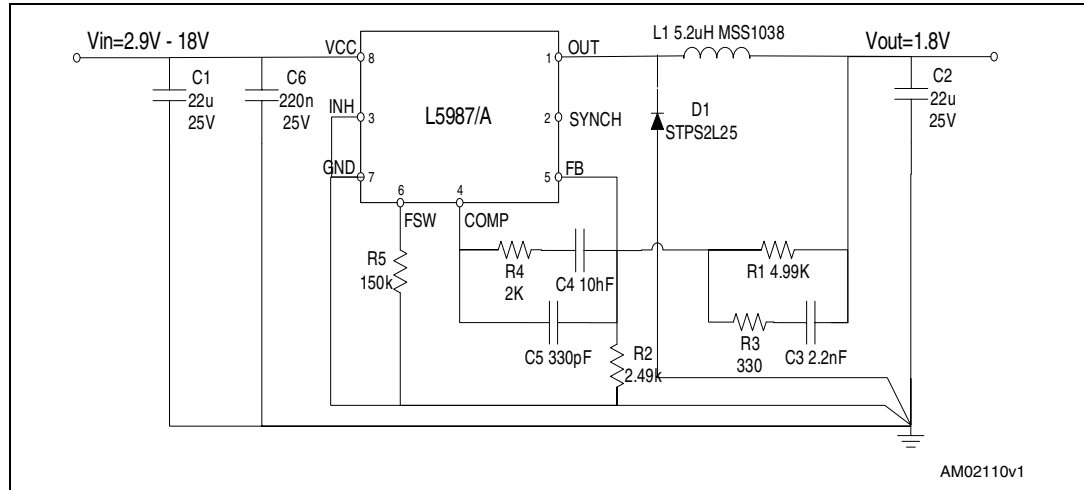 Vin=2.9V - 18V
C1
22u
25V
C6
220n
25V
VCC
8
INH
3
GND
7
L5987/A
1
OUT
2
SYNCH
5
FB
6
FSW
4
COMP
L1 5.2uH MSS1038
Vout=1.8V
C2
22u
25V
D1
STPS2L25
R5
150k
R4
2K
C4 10hF
C5 330pF
R2
2.49k
R1 4.99K
R3
330
C3 2.2nF
AM02110v1